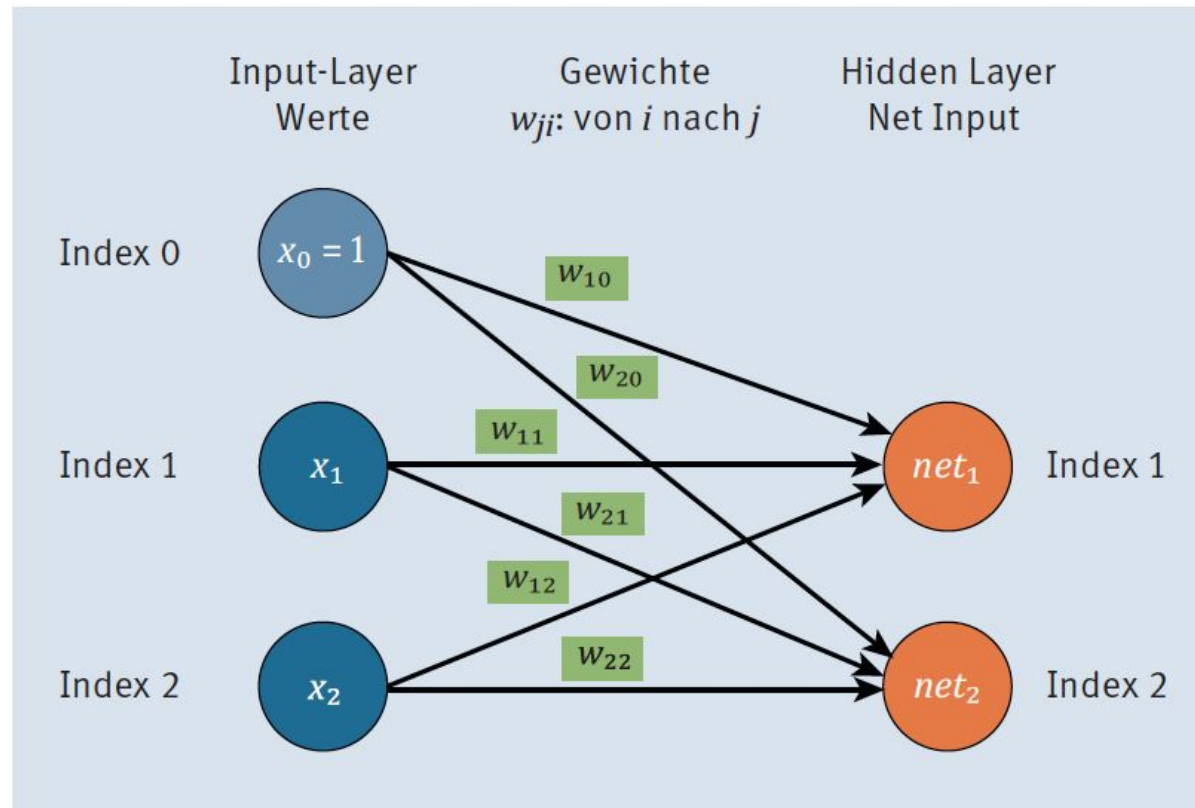 Input-Layer
Werte
Gewichte
w_ji: von i nach j
Hidden Layer
Net Input
Index 0
x₀ = 1
w₁₀
w₂₀
Index 1
x₁
w₁₁
net₁
Index 1
w₂₁
w₁₂
Index 2
x₂
w₂₂
net₂
Index 2